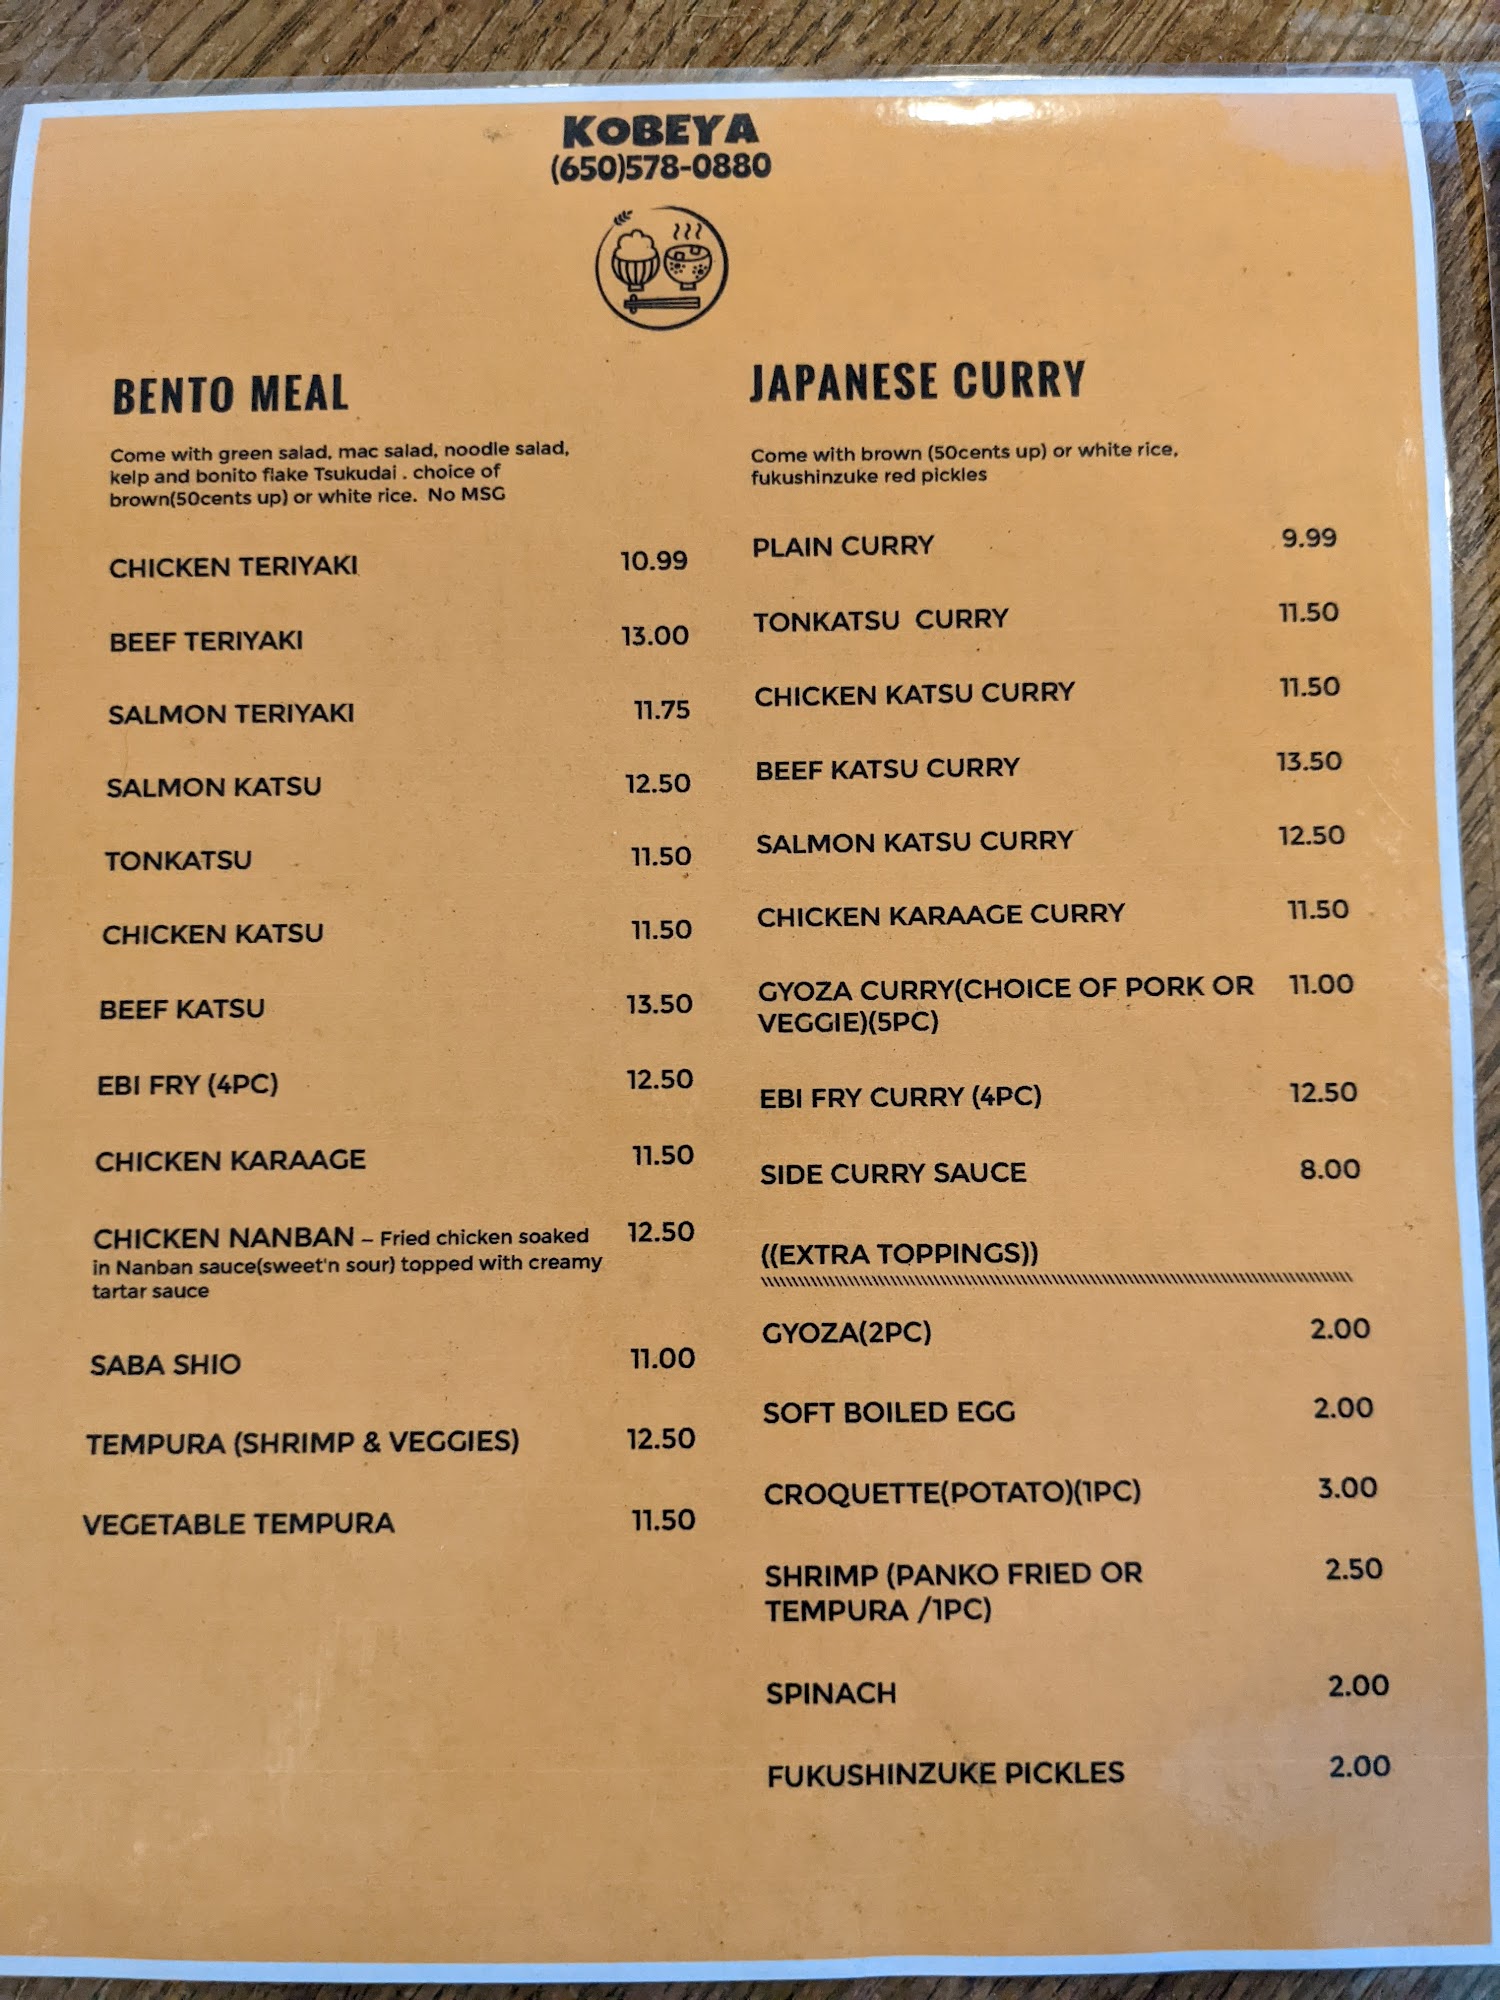 KOBEYA
(650)578-0880
BENTO MEAL
Come with green salad, mac salad, noodle salad,
kelp and bonito flake Tsukudai . choice of
brown(50cents up) or white rice. No MSG
CHICKEN TERIYAKI 10.99
BEEF TERIYAKI 13.00
SALMON TERIYAKI 11.75
SALMON KATSU 12.50
TONKATSU 11.50
CHICKEN KATSU 11.50
BEEF KATSU 13.50
EBI FRY (4PC) 12.50
CHICKEN KARAAGE 11.50
CHICKEN NANBAN – Fried chicken soaked 12.50
in Nanban sauce(sweet'n sour) topped with creamy
tartar sauce
SABA SHIO 11.00
TEMPURA (SHRIMP & VEGGIES) 12.50
VEGETABLE TEMPURA 11.50
JAPANESE CURRY
Come with brown (50cents up) or white rice,
fukushinzuke red pickles
PLAIN CURRY 9.99
TONKATSU CURRY 11.50
CHICKEN KATSU CURRY 11.50
BEEF KATSU CURRY 13.50
SALMON KATSU CURRY 12.50
CHICKEN KARAAGE CURRY 11.50
GYOZA CURRY(CHOICE OF PORK OR 11.00
VEGGIE)(5PC)
EBI FRY CURRY (4PC) 12.50
SIDE CURRY SAUCE 8.00
((EXTRA TOPPINGS))
GYOZA(2PC) 2.00
SOFT BOILED EGG 2.00
CROQUETTE(POTATO)(1PC) 3.00
SHRIMP (PANKO FRIED OR 2.50
TEMPURA /1PC)
SPINACH 2.00
FUKUSHINZUKE PICKLES 2.00